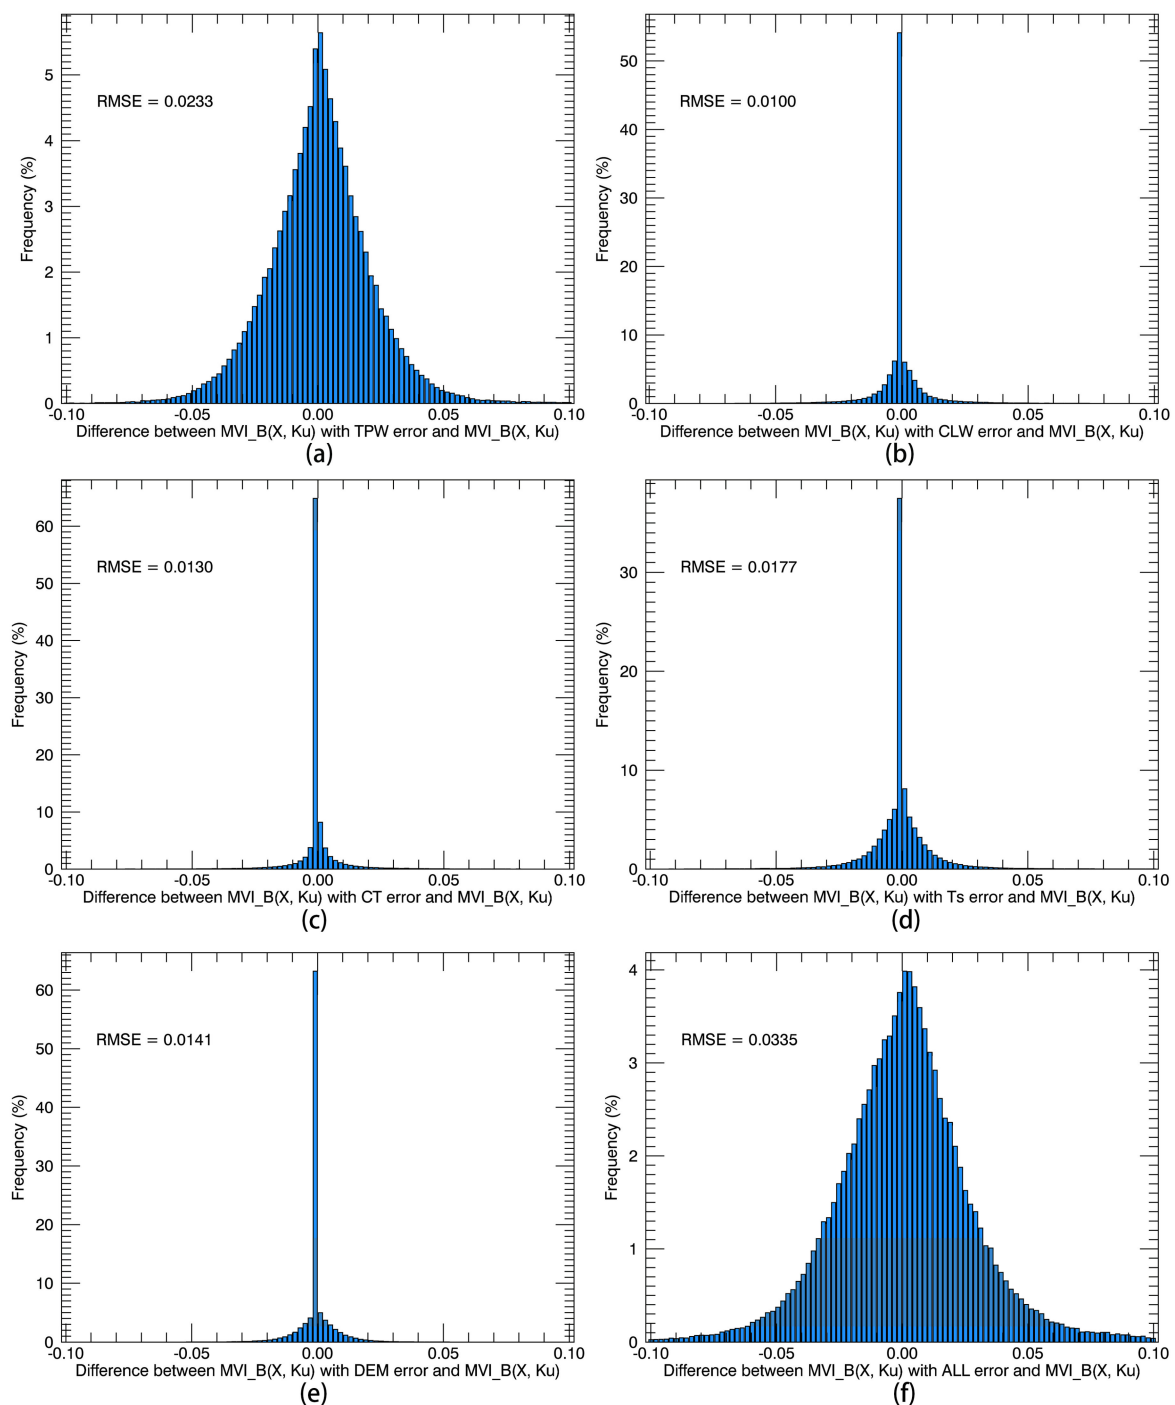 RMSE = 0.0233
Frequency (%)
5
4
3
2
1
0
-0.10
-0.05
0.00
0.05
0.10
Difference between MVI_B(X, Ku) with TPW error and MVI_B(X, Ku)
(a)
RMSE = 0.0100
Frequency (%)
50
40
30
20
10
0
-0.10
-0.05
0.00
0.05
0.10
Difference between MVI_B(X, Ku) with CLW error and MVI_B(X, Ku)
(b)
RMSE = 0.0130
Frequency (%)
60
50
40
30
20
10
0
-0.10
-0.05
0.00
0.05
0.10
Difference between MVI_B(X, Ku) with CT error and MVI_B(X, Ku)
(c)
RMSE = 0.0177
Frequency (%)
30
20
10
0
-0.10
-0.05
0.00
0.05
0.10
Difference between MVI_B(X, Ku) with Ts error and MVI_B(X, Ku)
(d)
RMSE = 0.0141
Frequency (%)
60
50
40
30
20
10
0
-0.10
-0.05
0.00
0.05
0.10
Difference between MVI_B(X, Ku) with DEM error and MVI_B(X, Ku)
(e)
RMSE = 0.0335
Frequency (%)
4
3
2
1
0
-0.10
-0.05
0.00
0.05
0.10
Difference between MVI_B(X, Ku) with ALL error and MVI_B(X, Ku)
(f)